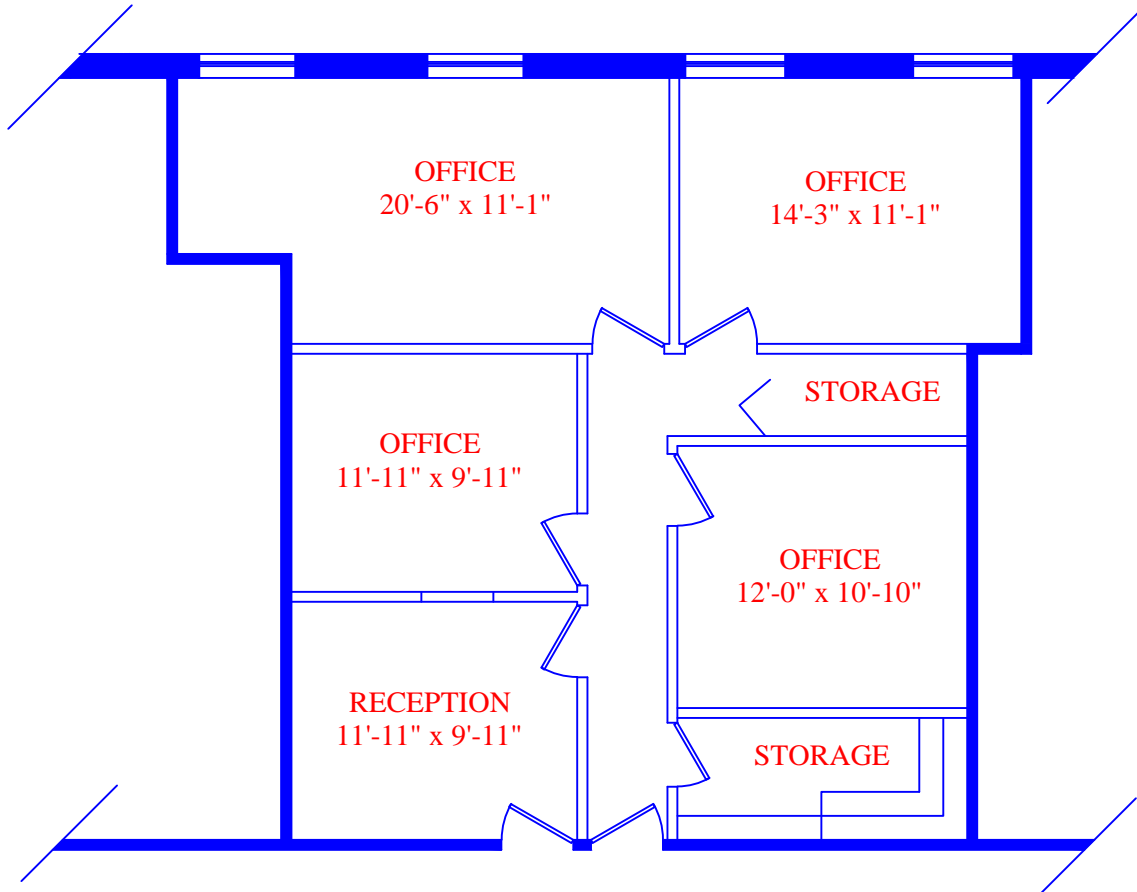 OFFICE
20'-6" x 11'-1"
OFFICE
14'-3" x 11'-1"
STORAGE
OFFICE
11'-11" x 9'-11"
OFFICE
12'-0" x 10'-10"
RECEPTION
11'-11" x 9'-11"
STORAGE